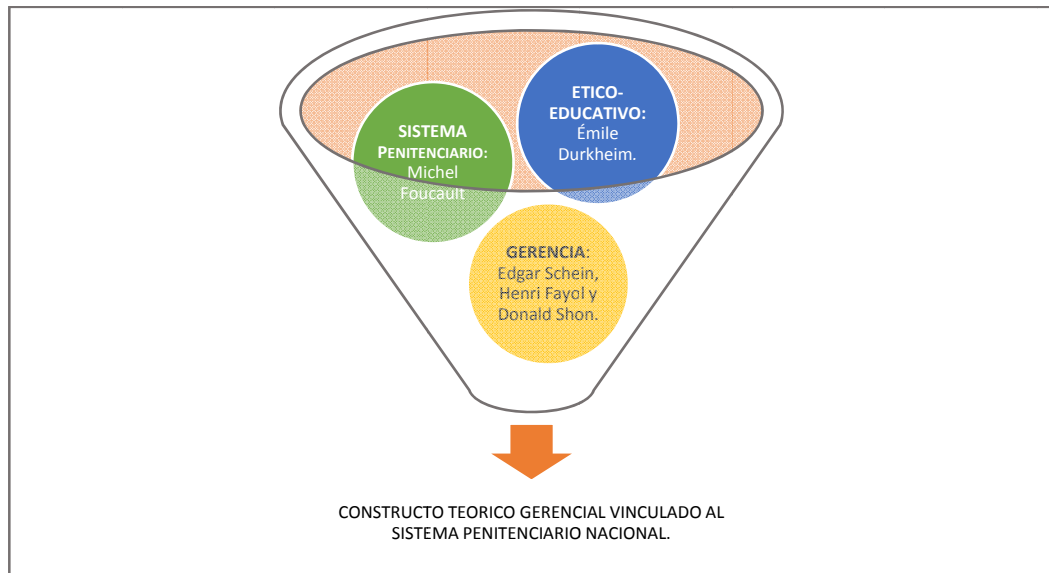 SISTEMA
PENITENCIARIO:
Michel
Foucault
ETICO-
EDUCATIVO:
Émile
Durkheim.
GERENCIA:
Edgar Schein,
Henri Fayol y
Donald Shon.
CONSTRUCTO TEORICO GERENCIAL VINCULADO AL
SISTEMA PENITENCIARIO NACIONAL.